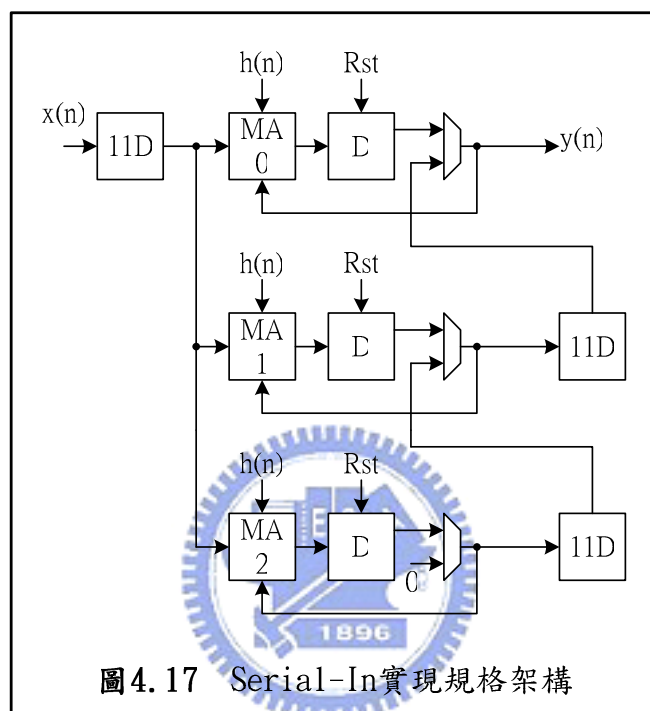 h(n)
Rst
x(n)
11D
MA
0
D
y(n)
h(n)
Rst
MA
1
D
11D
h(n)
Rst
MA
2
D
0
11D
1896
圖4.17 Serial-In實現規格架構